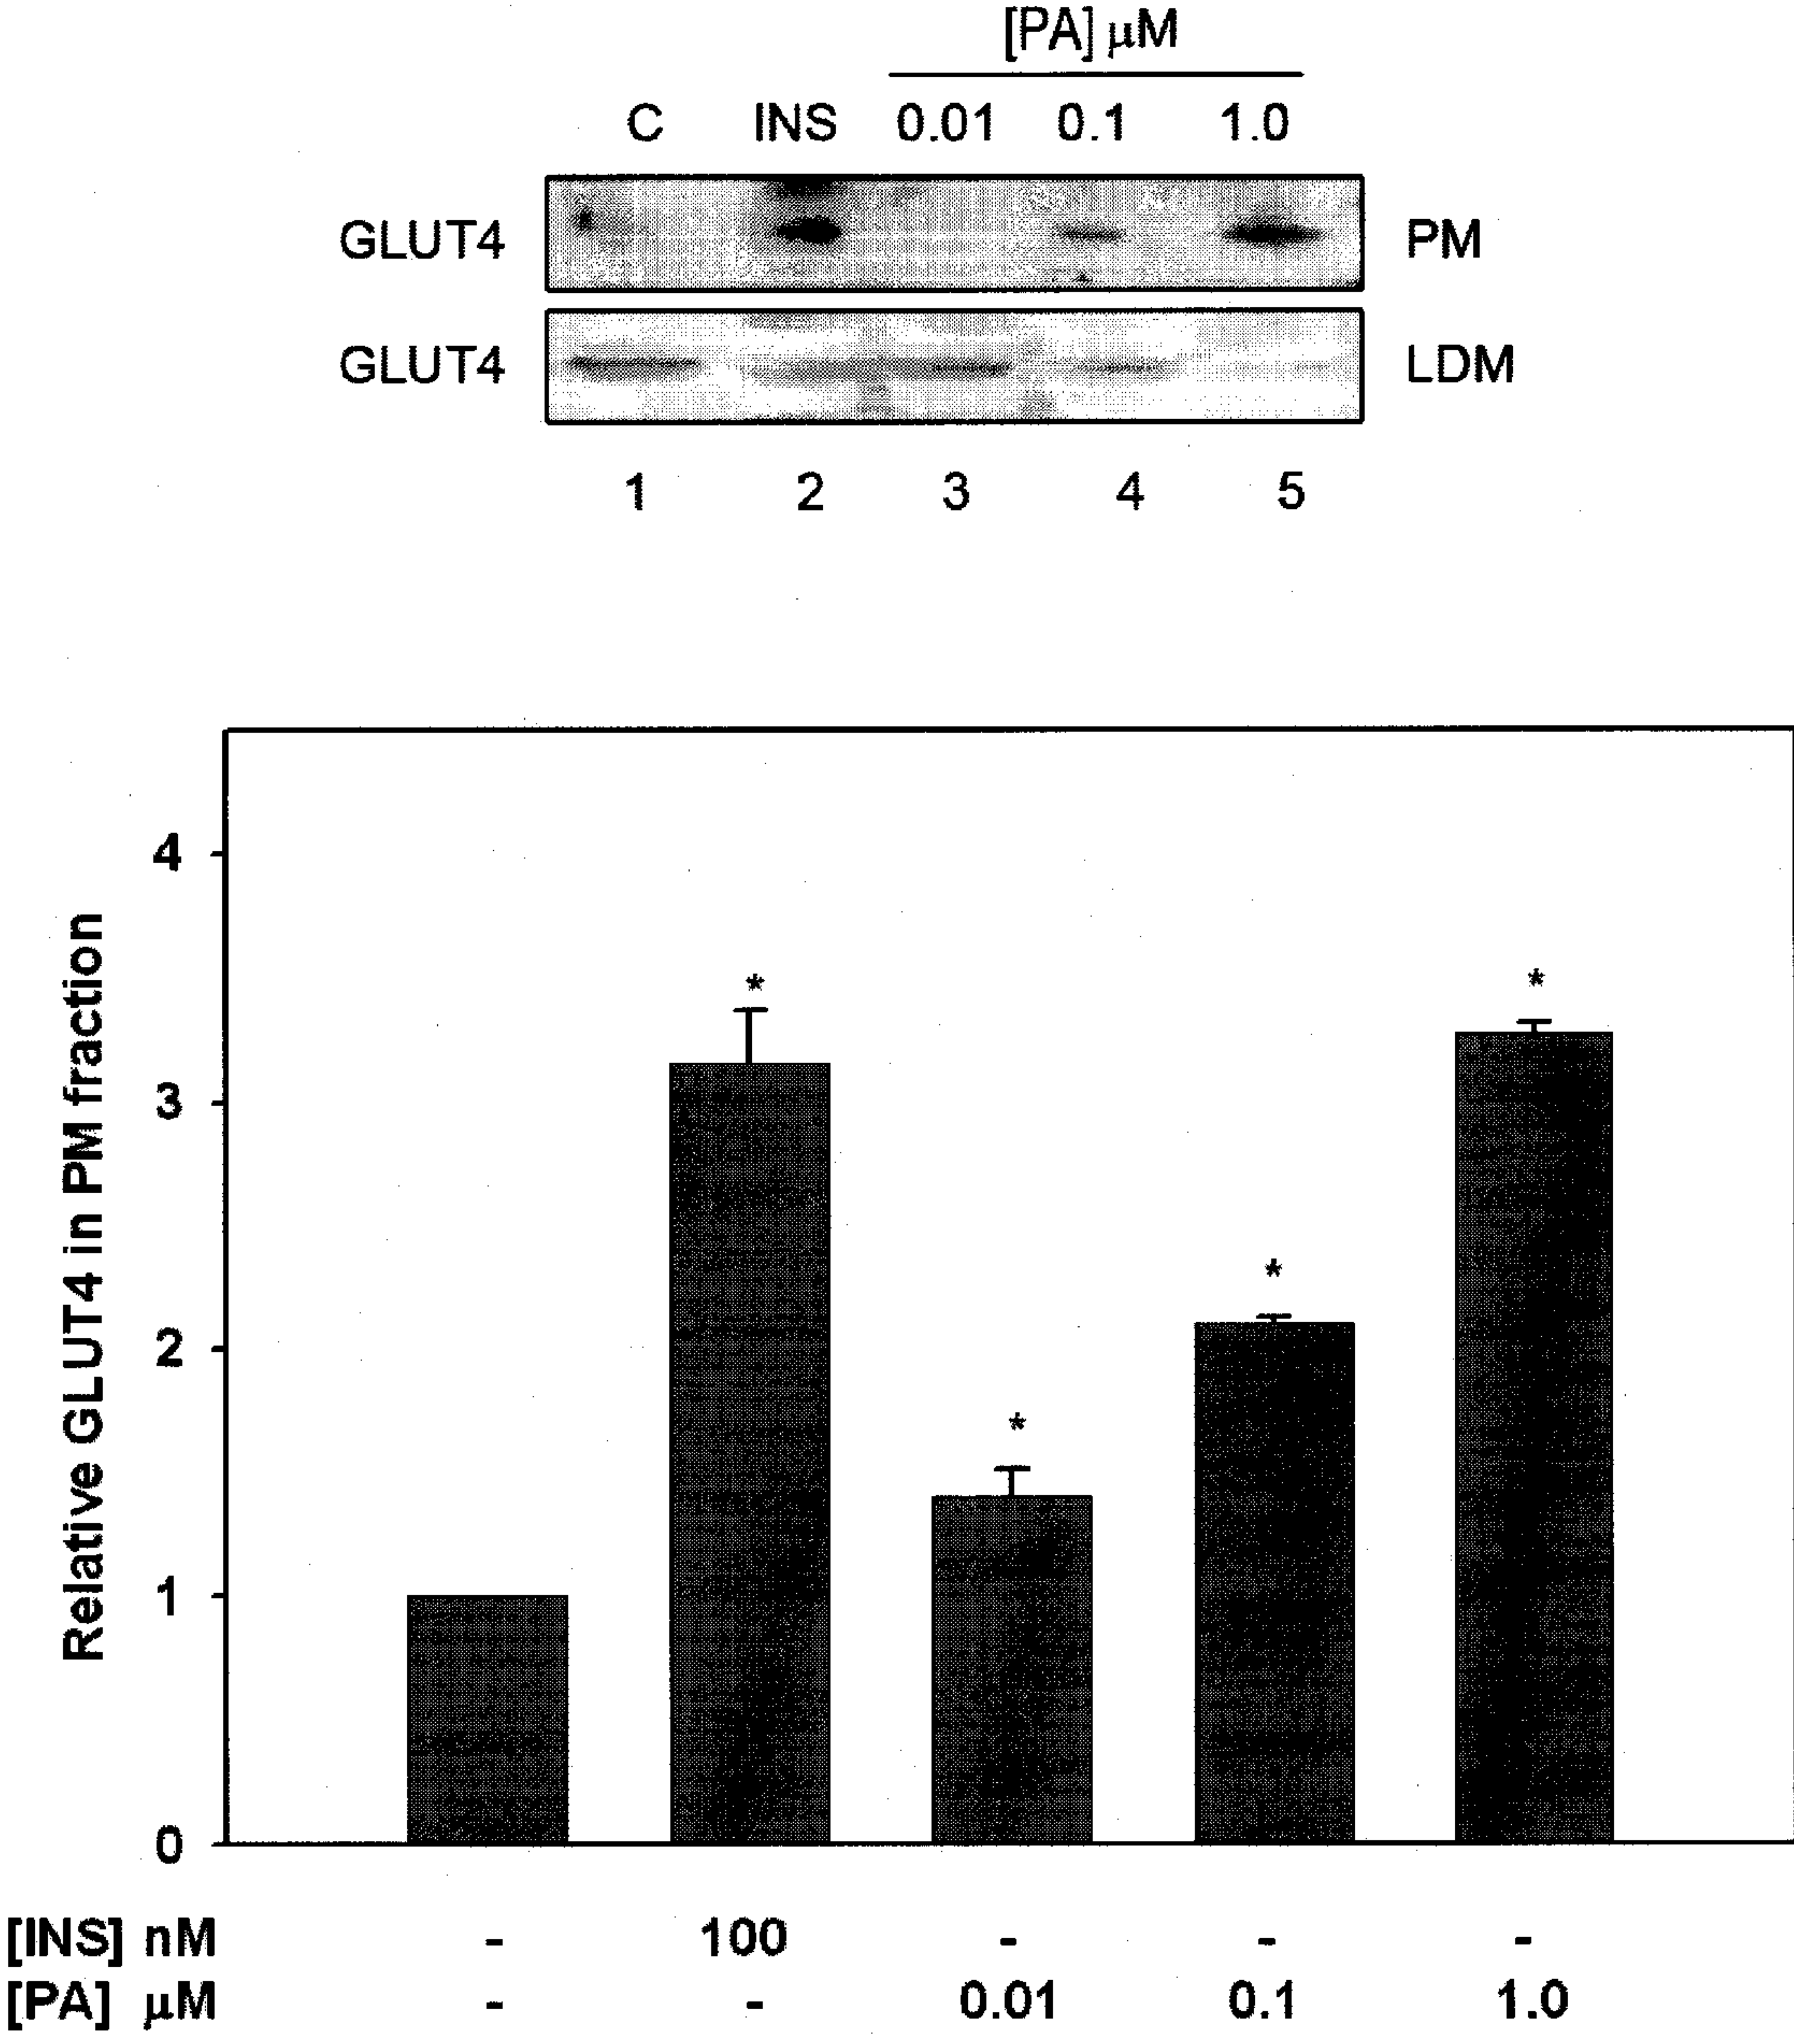 [PA] μM
C INS 0.01 0.1 1.0
GLUT4 PM
GLUT4 LDM
1 2 3 4 5
Relative GLUT4 in PM fraction
4
*
*
3
*
2
*
1
0
[INS] nM - 100 - - -
[PA] μM - - 0.01 0.1 1.0